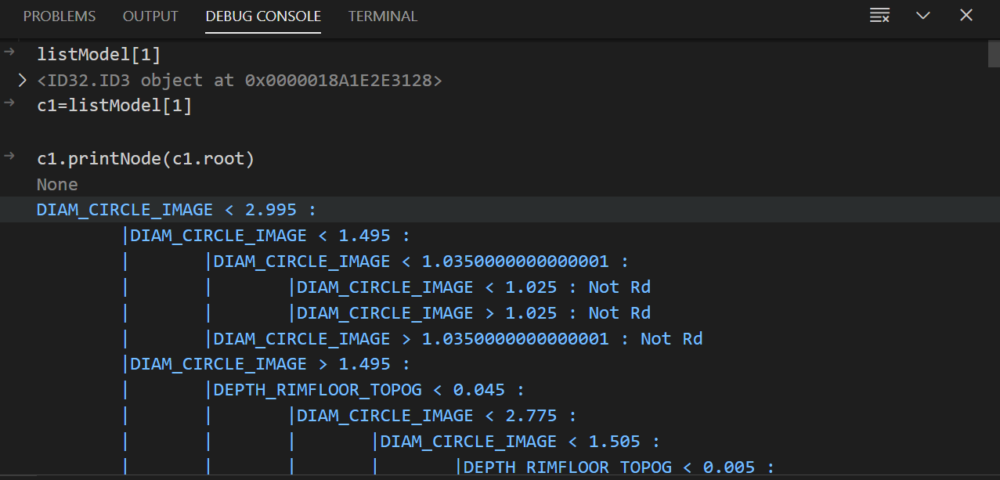 PROBLEMS OUTPUT DEBUG CONSOLE TERMINAL
listModel[1]
<ID32.ID3 object at 0x0000018A1E2E3128>
c1=listModel[1]
c1.printNode(c1.root)
None
DIAM_CIRCLE_IMAGE < 2.995 :
|DIAM_CIRCLE_IMAGE < 1.495 :
| |DIAM_CIRCLE_IMAGE < 1.0350000000000001 :
| | |DIAM_CIRCLE_IMAGE < 1.025 : Not Rd
| | |DIAM_CIRCLE_IMAGE > 1.025 : Not Rd
| |DIAM_CIRCLE_IMAGE > 1.0350000000000001 : Not Rd
|DIAM_CIRCLE_IMAGE > 1.495 :
| |DEPTH_RIMFLOOR_TOPOG < 0.045 :
| | |DIAM_CIRCLE_IMAGE < 2.775 :
| | | |DIAM_CIRCLE_IMAGE < 1.505 :
| | | | |DEPTH_RIMFLOOR_TOPOG < 0.005 :